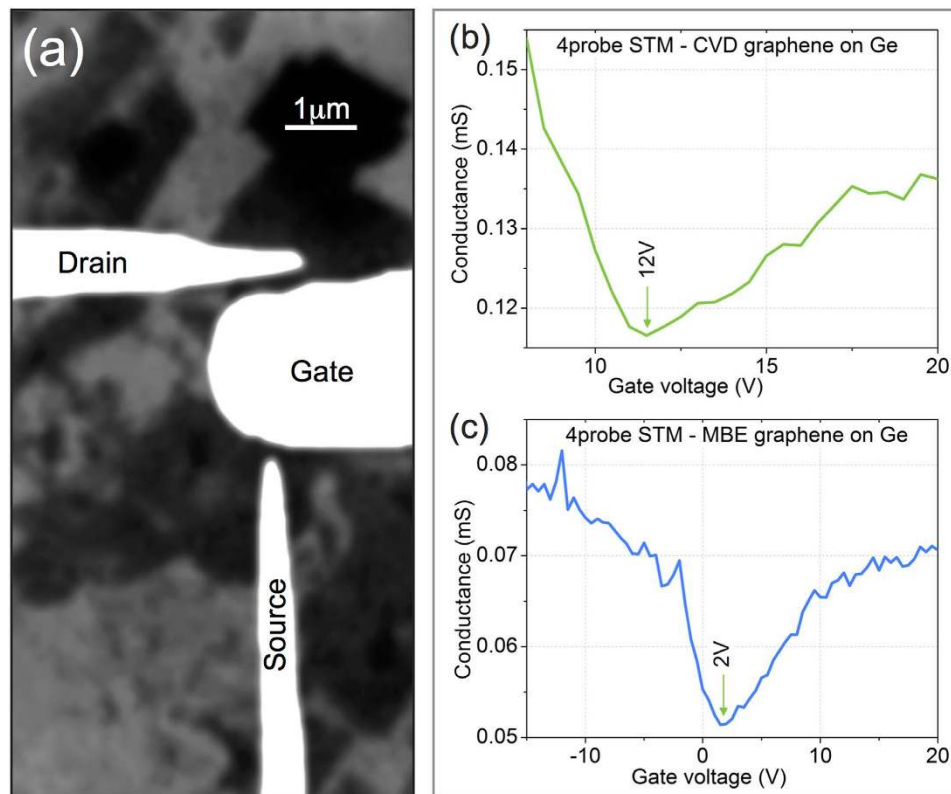 (a)
1μm
Drain
Gate
Source
(b)
4probe STM - CVD graphene on Ge
Conductance (mS)
0.15
0.14
0.13
0.12
12V
10
15
20
Gate voltage (V)
(c)
4probe STM - MBE graphene on Ge
Conductance (mS)
0.08
0.07
0.06
0.05
2V
-10
0
10
20
Gate voltage (V)